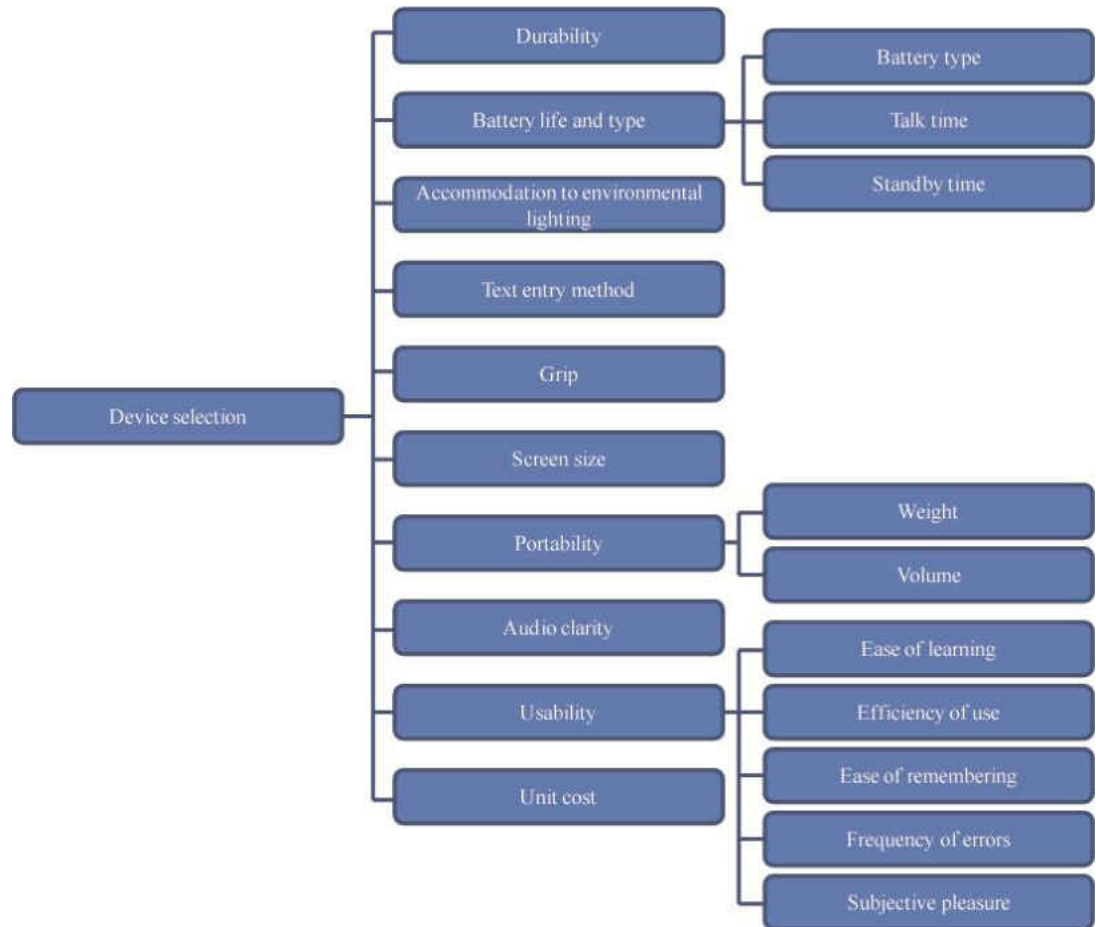 Device selection
Durability
Battery life and type
Battery type
Talk time
Standby time
Accommodation to environmental
lighting
Text entry method
Grip
Screen size
Portability
Weight
Volume
Audio clarity
Usability
Ease of learning
Efficiency of use
Ease of remembering
Frequency of errors
Subjective pleasure
Unit cost